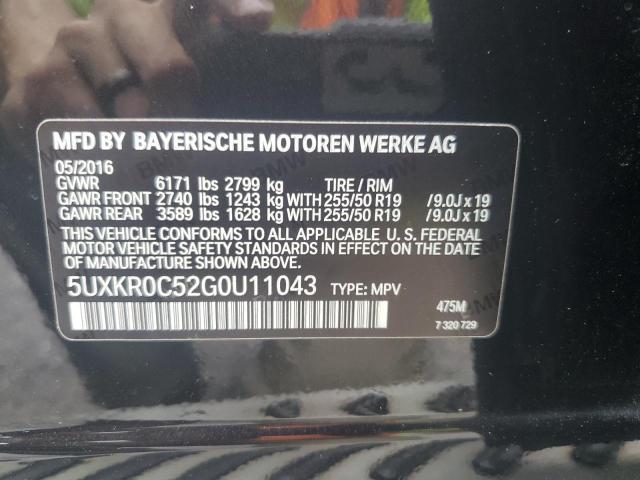 MFD BY BAYERISCHE MOTOREN WERKE AG
05/2016
GVWR 6171 lbs 2799 kg TIRE / RIM
GAWR FRONT 2740 lbs 1243 kg WITH 255/50 R19 /9.0J x 19
GAWR REAR 3589 lbs 1628 kg WITH 255/50 R19 /9.0J x 19
THIS VEHICLE CONFORMS TO ALL APPLICABLE U. S. FEDERAL
MOTOR VEHICLE SAFETY STANDARDS IN EFFECT ON THE DATE
OF MANUFACTURE SHOWN ABOVE.
5UXKR0C52G0U11043 TYPE: MPV
475M
7 320 729